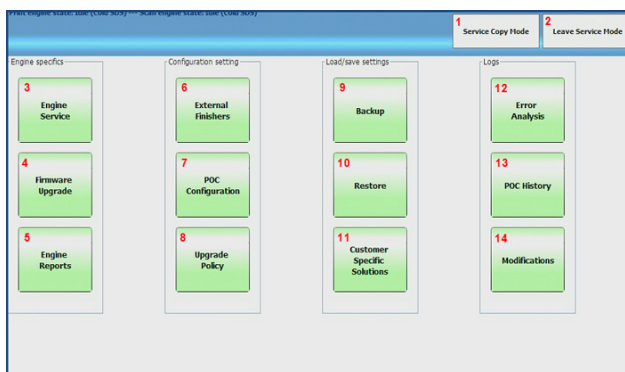 Print engine state: Idle (Cold SOS) --- Scan engine state: Idle (Cold SOS)
1
Service Copy Mode
2
Leave Service Mode
Engine specifics
Configuration setting
Load/save settings
Logs
3
Engine
Service
6
External
Finishers
9
Backup
12
Error
Analysis
4
Firmware
Upgrade
7
POC
Configuration
10
Restore
13
POC History
5
Engine
Reports
8
Upgrade
Policy
11
Customer
Specific
Solutions
14
Modifications